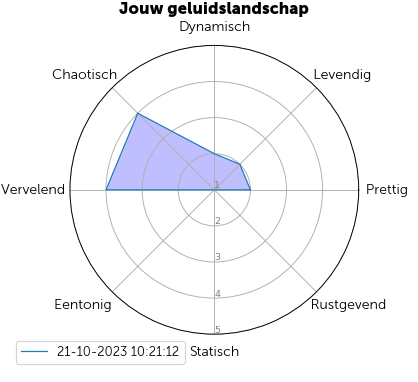 Jouw geluidslandschap
Dynamisch
Chaotisch
Levendig
Vervelend
1
Prettig
2
3
4
Eentonig
Rustgevend
5
21-10-2023 10:21:12
Statisch